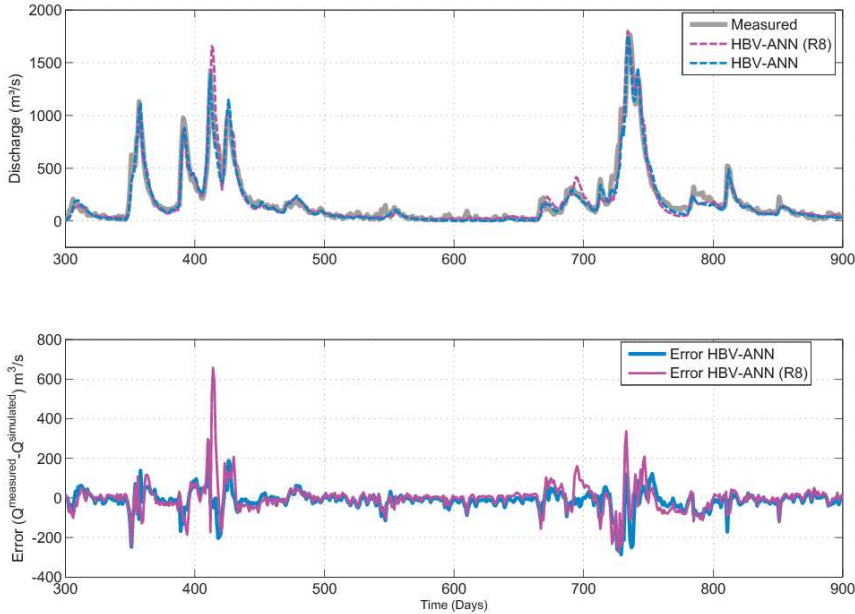 2000
1500
1000
500
0
Discharge (m³/s)
Measured
HBV-ANN (R8)
HBV-ANN
300 400 500 600 700 800 900
800
600
400
200
0
-200
-400
Error (Q^measured-Q^simulated) m³/s
Error HBV-ANN
Error HBV-ANN (R8)
300 400 500 600 700 800 900
Time (Days)